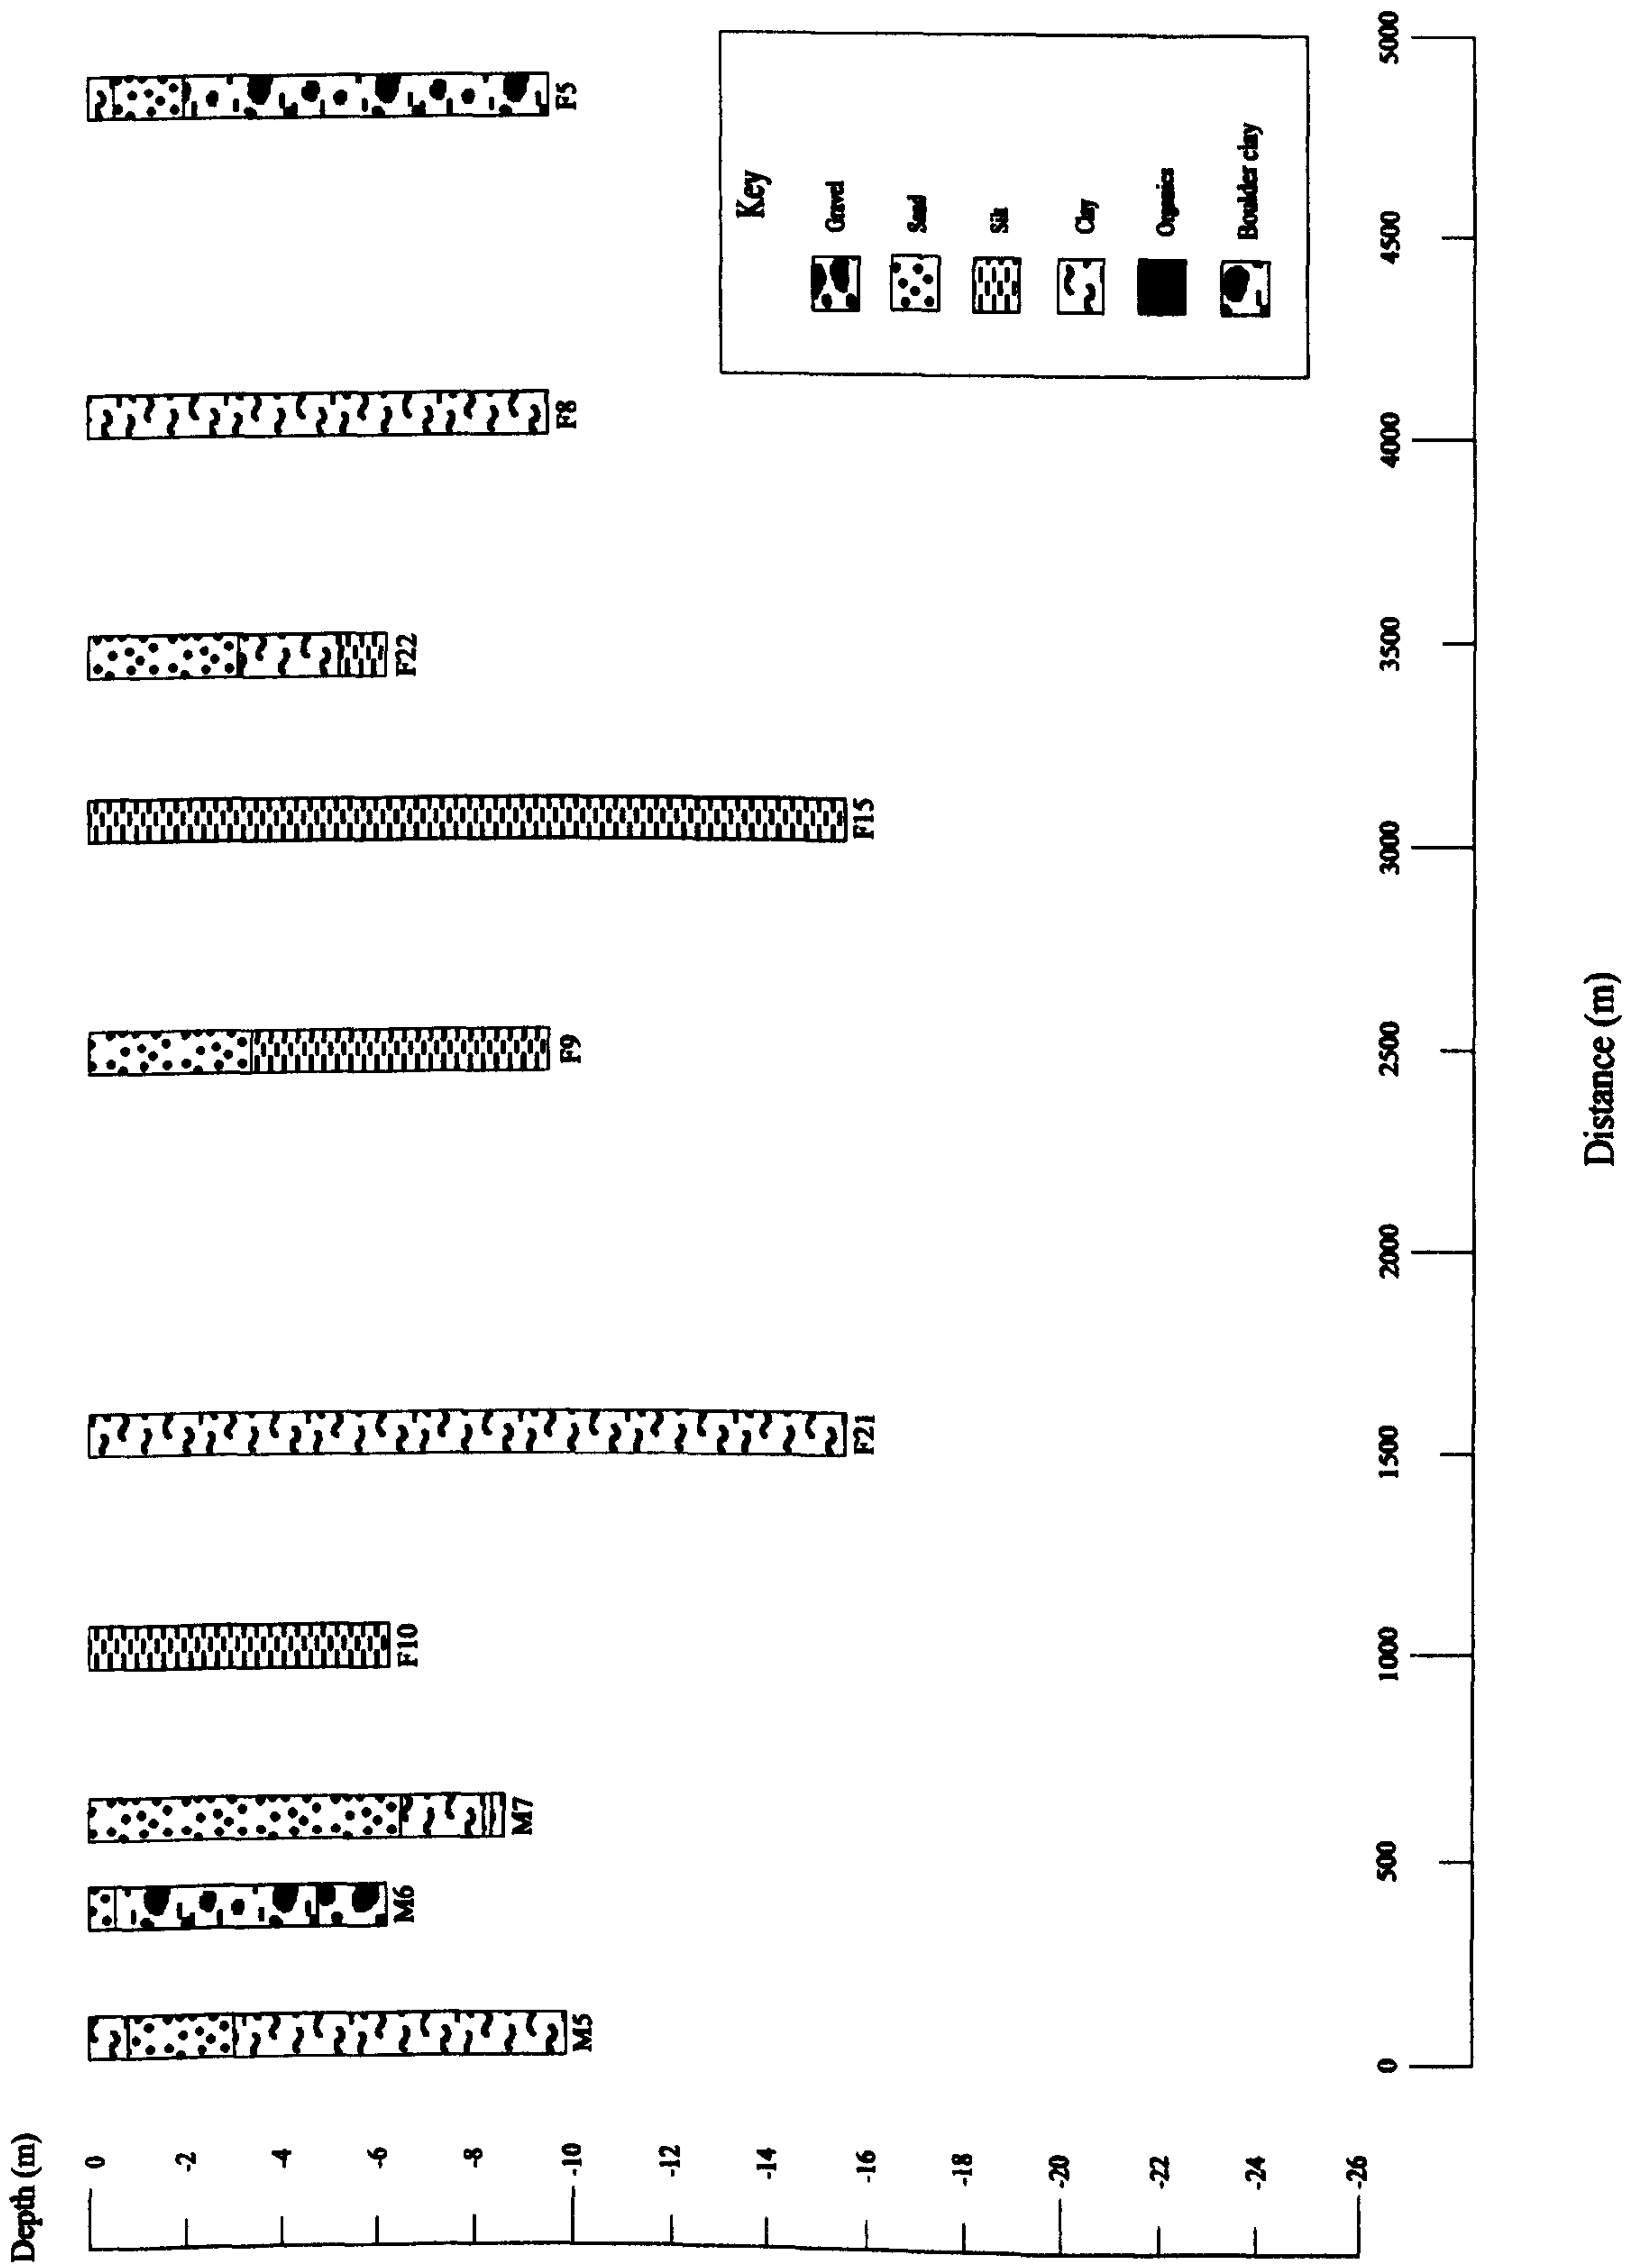 Depth (m)
0
-2
-4
-6
-8
-10
-12
-14
-16
-18
-20
-22
-24
-26
M5
M6
M7
F10
F21
F9
F15
F22
F8
F5
Key
Gravel
Sand
Silt
Clay
Organics
Boulder clay
0
500
1000
1500
2000
2500
3000
3500
4000
4500
5000
Distance (m)